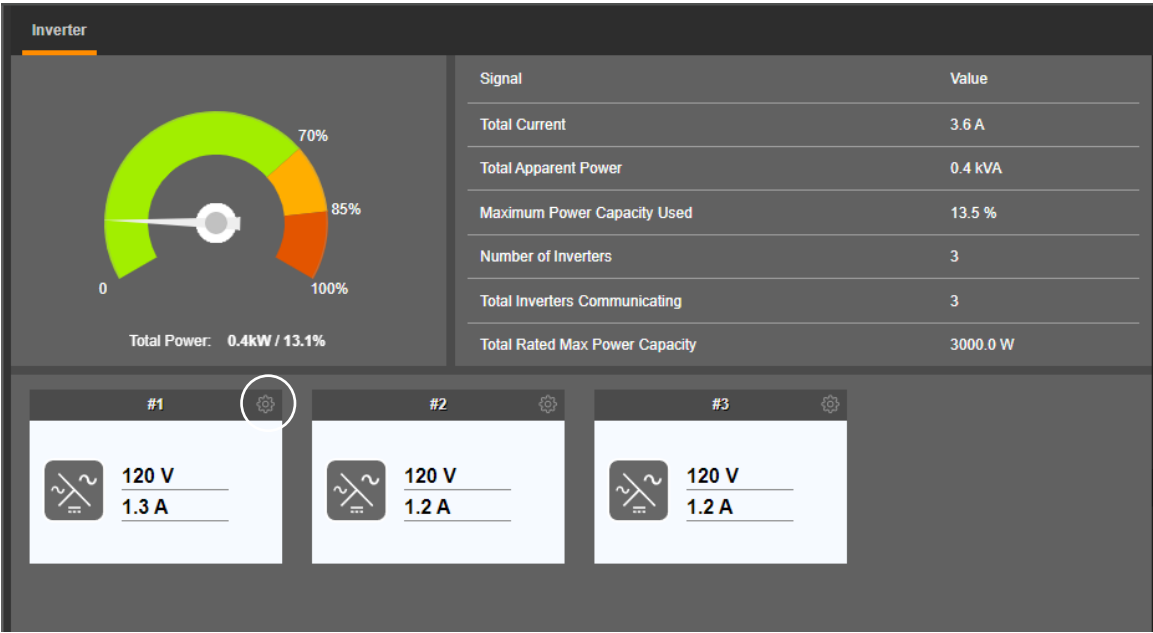 Inverter
70%
85%
0
100%
Total Power: 0.4kW / 13.1%
Signal Value
Total Current 3.6 A
Total Apparent Power 0.4 kVA
Maximum Power Capacity Used 13.5 %
Number of Inverters 3
Total Inverters Communicating 3
Total Rated Max Power Capacity 3000.0 W
#1
120 V
1.3 A
#2
120 V
1.2 A
#3
120 V
1.2 A